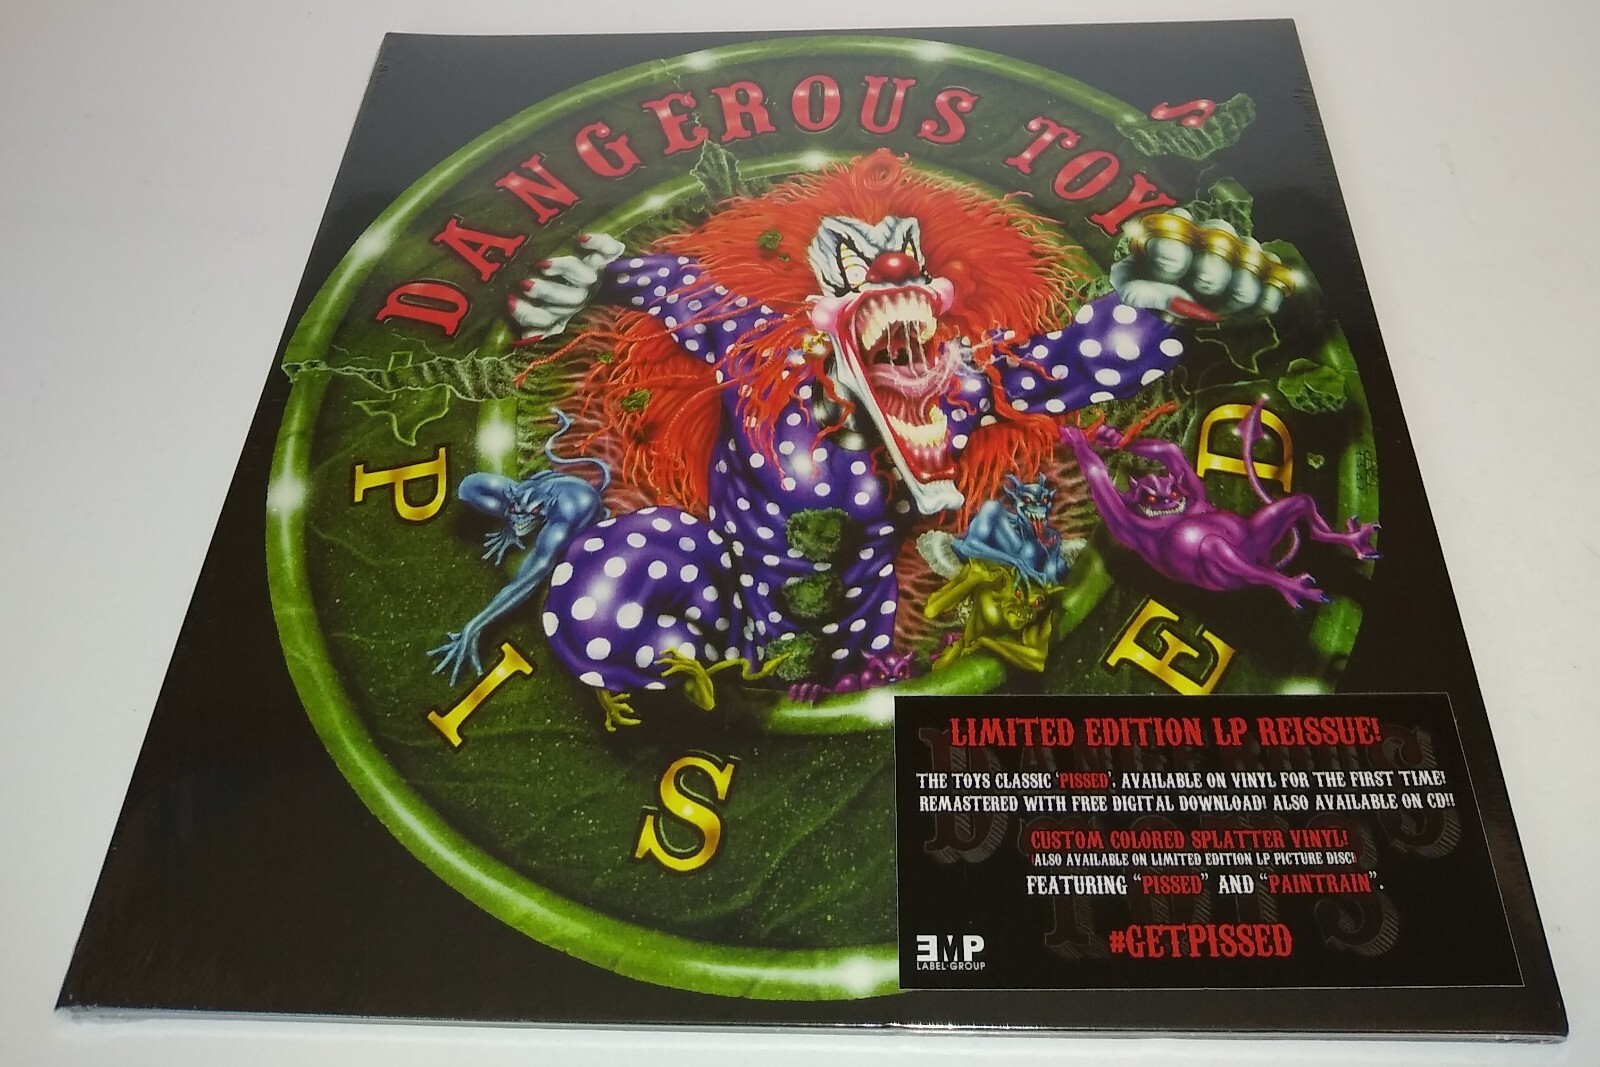 DANGEROUS TOYS
PISSED
LIMITED EDITION LP REISSUE!
THE TOYS CLASSIC 'PISSED'. AVAILABLE ON VINYL FOR THE FIRST TIME!
REMASTERED WITH FREE DIGITAL DOWNLOAD! ALSO AVAILABLE ON CD!!
CUSTOM COLORED SPLATTER VINYL!
(ALSO AVAILABLE ON LIMITED EDITION LP PICTURE DISC)
FEATURING "PISSED" AND "PAINTRAIN".
#GETPISSED
EMP
LABEL·GROUP